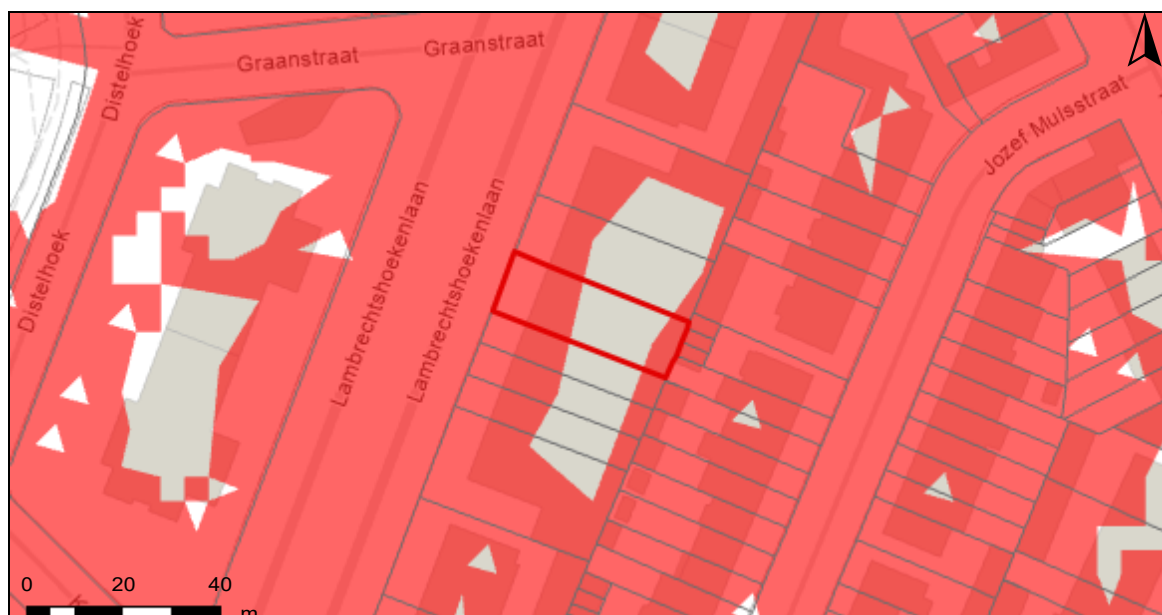 Distelhoek
Graanstraat
Graanstraat
Jozef Mulsstraat
Distelhoek
Lambrechtshoekenlaan
Lambrechtshoekenlaan
0 20 40
m